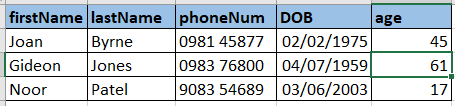 firstName lastName phoneNum DOB age
Joan Byrne 0981 45877 02/02/1975 45
Gideon Jones 0983 76800 04/07/1959 61
Noor Patel 9083 54689 03/06/2003 17